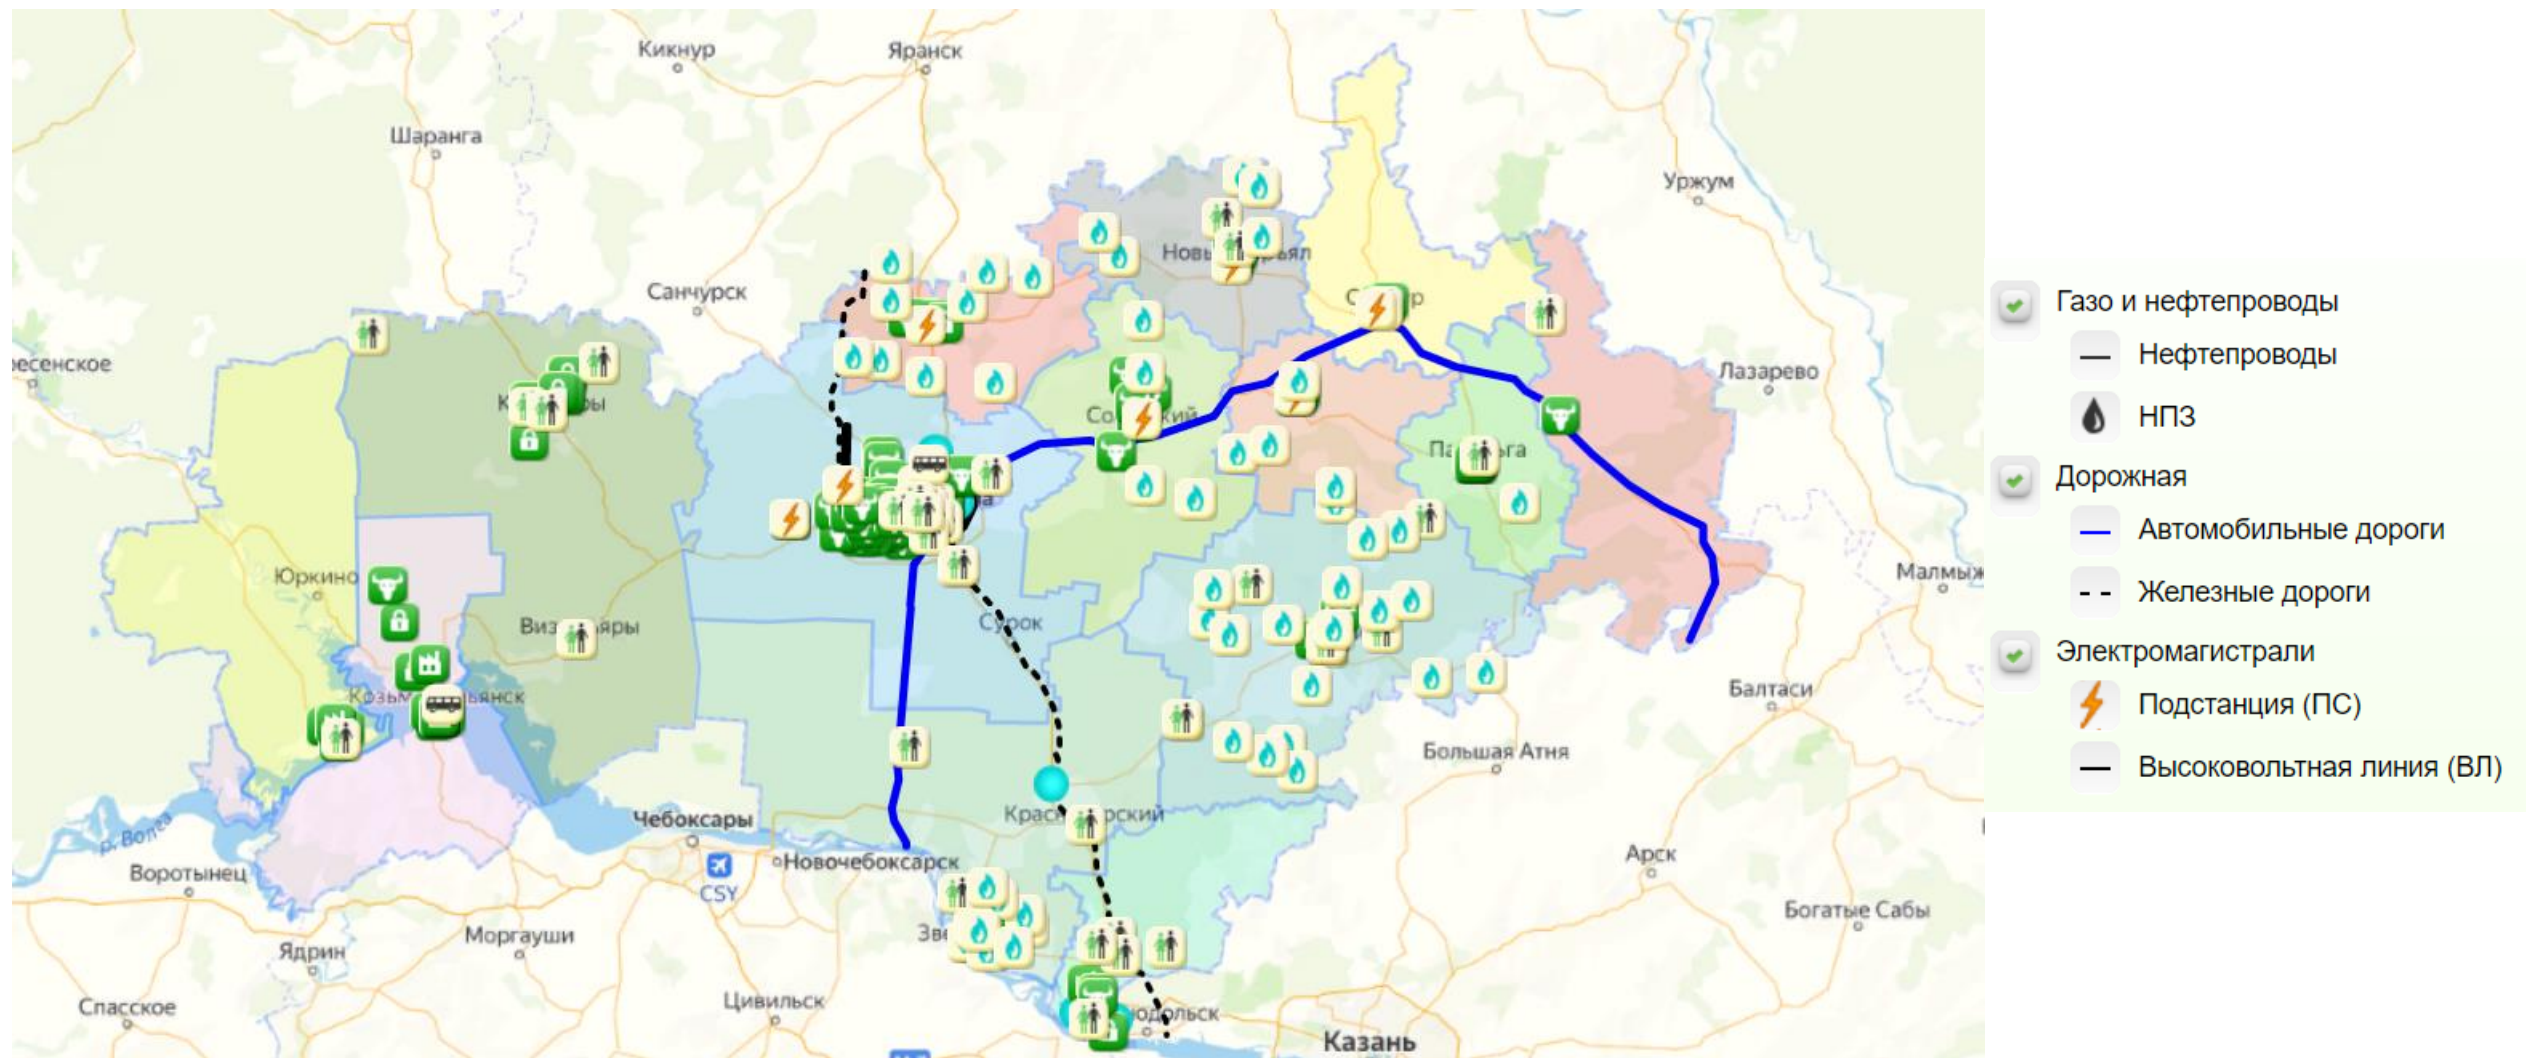 Кикнур
Яранск
Шаранга
Уржум
Санчурск
Лазарево
Юркино
Сурок
Малмыж
Балтаси
Большая Атня
р. Волга
Чебоксары
Новочебоксарск
CSY
Воротынец
Арск
Моргауши
Ядрин
Богатые Сабы
Спасское
Цивильск
Казань
Газо и нефтепроводы
Нефтепроводы
НПЗ
Дорожная
Автомобильные дороги
Железные дороги
Электромагистрали
Подстанция (ПС)
Высоковольтная линия (ВЛ)